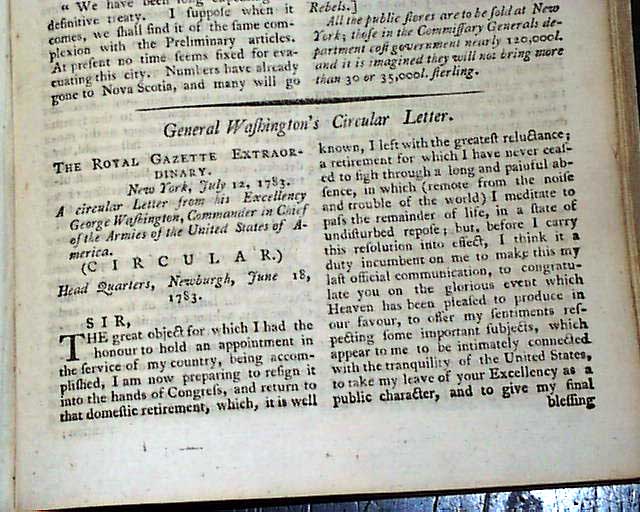 “ We have been long expecting
definitive treaty. I suppose when it
comes, we ſhall find it of the ſame com-
plexion with the Preliminary articles.
At preſent no time ſeems fixed for eva-
cuating this city. Numbers have already
gone to Nova Scotia, and many will go
Rebels.]
All the public ſtores are to be ſold at New
York; thoſe in the Commiſſary Generals de-
partment coſt government nearly 120,000l.
and it is imagined they will not bring more
than 30 or 35,000l. ſterling.
General Waſhington's Circular Letter.
THE ROYAL GAZETTE EXTRAOR-
DINARY.
New York, July 12, 1783.
A circular Letter from his Excellency
George Waſhington, Commander in Chief
of the Armies of the United States of A-
merica.
(CIRCULAR.)
Head Quarters, Newburgh, June 18,
1783.
SIR,
THE great object for which I had the
honour to hold an appointment in
the ſervice of my country, being accom-
pliſhed, I am now preparing to reſign it
into the hands of Congreſs, and return to
that domeſtic retirement, which, it is well
known, I left with the greateſt reluctance;
a retirement for which I have never ceaſ-
ed to ſigh through a long and painful ab-
ſence, in which (remote from the noiſe
and trouble of the world) I meditate to
paſs the remainder of life, in a ſtate of
undiſturbed repoſe; but, before I carry
this reſolution into effect, I think it a
duty incumbent on me to make this my
laſt official communication, to congratu-
late you on the glorious event which
Heaven has been pleaſed to produce in
our favour, to offer my ſentiments reſ-
pecting ſome important ſubjects, which
appear to me to be intimately connected
with the tranquility of the United States,
to take my leave of your Excellency as a
public character, and to give my final
bleſſing